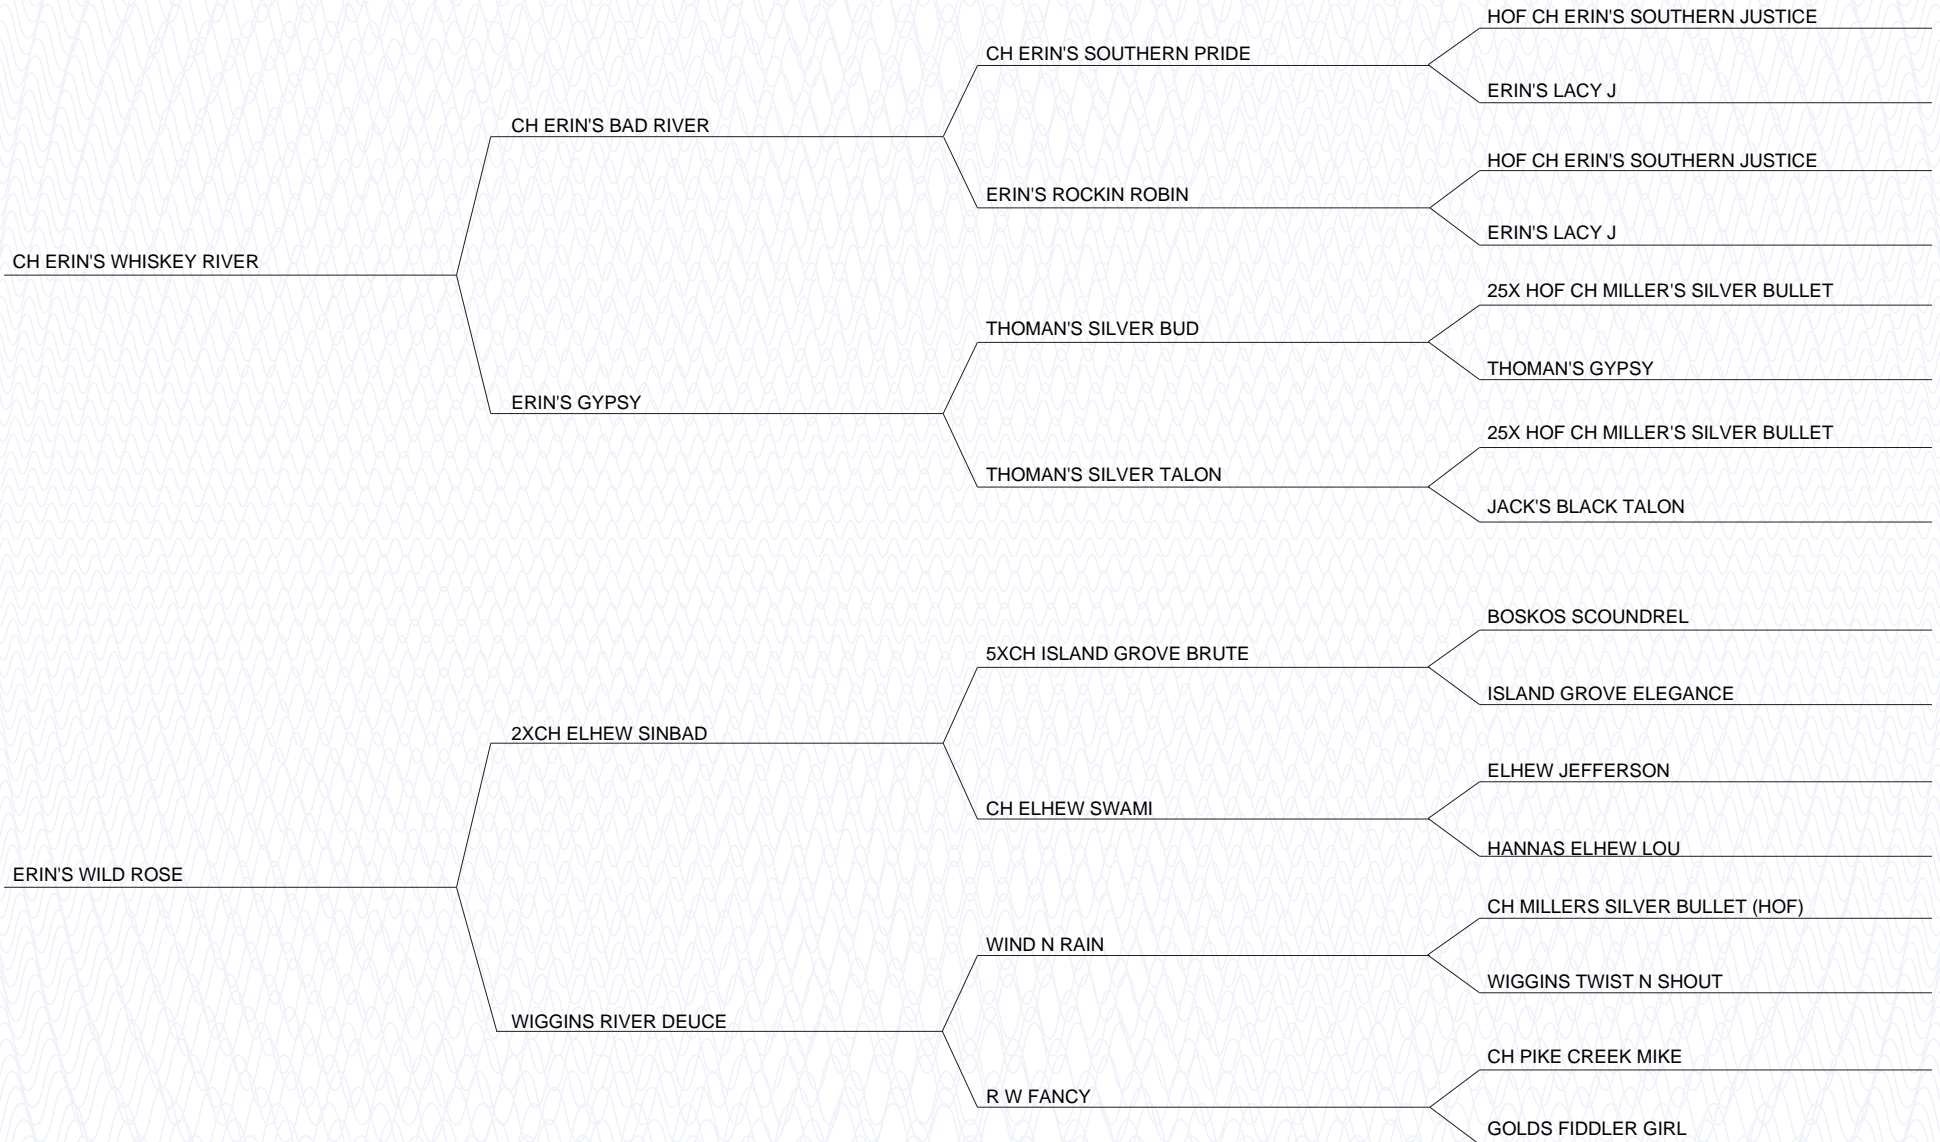 HOF CH ERIN'S SOUTHERN JUSTICE
CH ERIN'S SOUTHERN PRIDE
ERIN'S LACY J
CH ERIN'S BAD RIVER
HOF CH ERIN'S SOUTHERN JUSTICE
ERIN'S ROCKIN ROBIN
ERIN'S LACY J
CH ERIN'S WHISKEY RIVER
25X HOF CH MILLER'S SILVER BULLET
THOMAN'S SILVER BUD
THOMAN'S GYPSY
ERIN'S GYPSY
25X HOF CH MILLER'S SILVER BULLET
THOMAN'S SILVER TALON
JACK'S BLACK TALON
BOSKOS SCOUNDREL
5XCH ISLAND GROVE BRUTE
ISLAND GROVE ELEGANCE
2XCH ELHEW SINBAD
ELHEW JEFFERSON
CH ELHEW SWAMI
HANNAS ELHEW LOU
ERIN'S WILD ROSE
CH MILLERS SILVER BULLET (HOF)
WIND N RAIN
WIGGINS TWIST N SHOUT
WIGGINS RIVER DEUCE
CH PIKE CREEK MIKE
R W FANCY
GOLDS FIDDLER GIRL